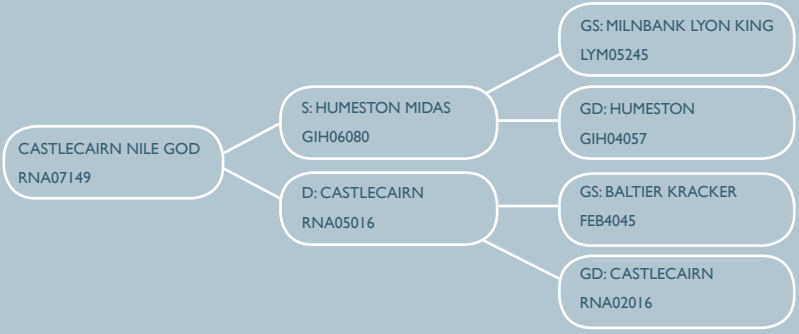 CASTLECAIRN NILE GOD
RNA07149
S: HUMESTON MIDAS
GIH06080
D: CASTLECAIRN
RNA05016
GS: MILNBANK LYON KING
LYM05245
GD: HUMESTON
GIH04057
GS: BALTIER KRACKER
FEB4045
GD: CASTLECAIRN
RNA02016